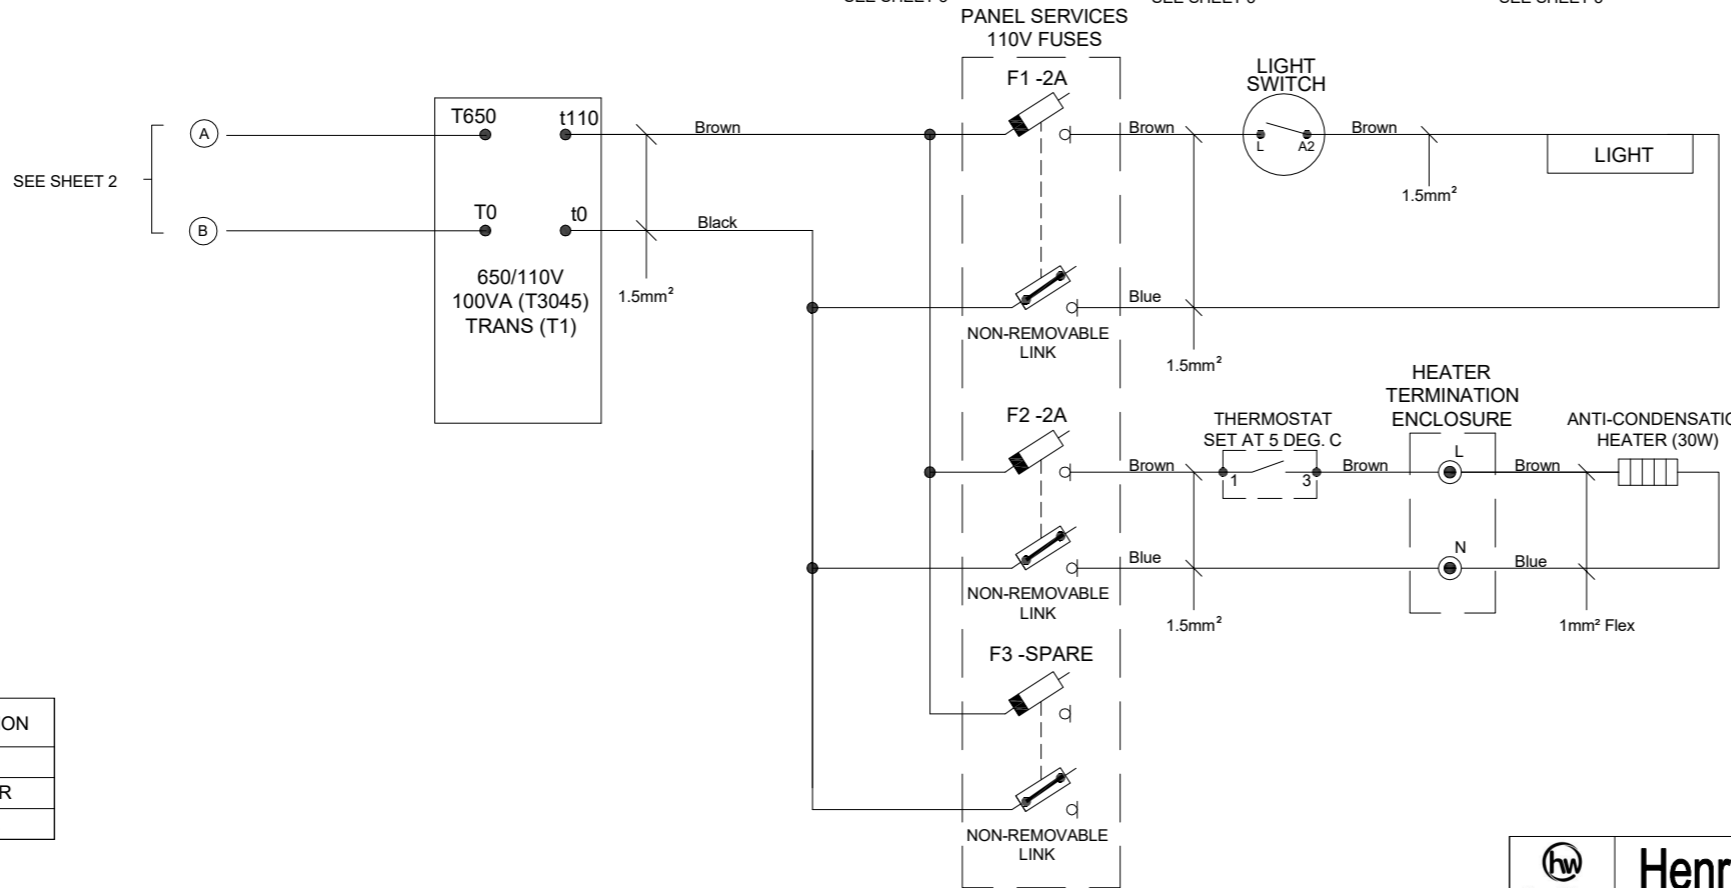 PANEL SERVICES
110V FUSES
F1 -2A
LIGHT
SWITCH
T650
t110
Brown
Brown
L
A2
Brown
LIGHT
A
SEE SHEET 2
B
T0
t0
Black
1.5mm²
650/110V
100VA (T3045)
TRANS (T1)
1.5mm²
Blue
NON-REMOVABLE
LINK
1.5mm²
HEATER
TERMINATION
ENCLOSURE
F2 -2A
THERMOSTAT
SET AT 5 DEG. C
ANTI-CONDENSATIO
HEATER (30W)
Brown
1
3
Brown
L
Brown
Blue
N
Blue
NON-REMOVABLE
LINK
1.5mm²
1mm² Flex
F3 -SPARE
ON
R
NON-REMOVABLE
LINK
hw
Henr